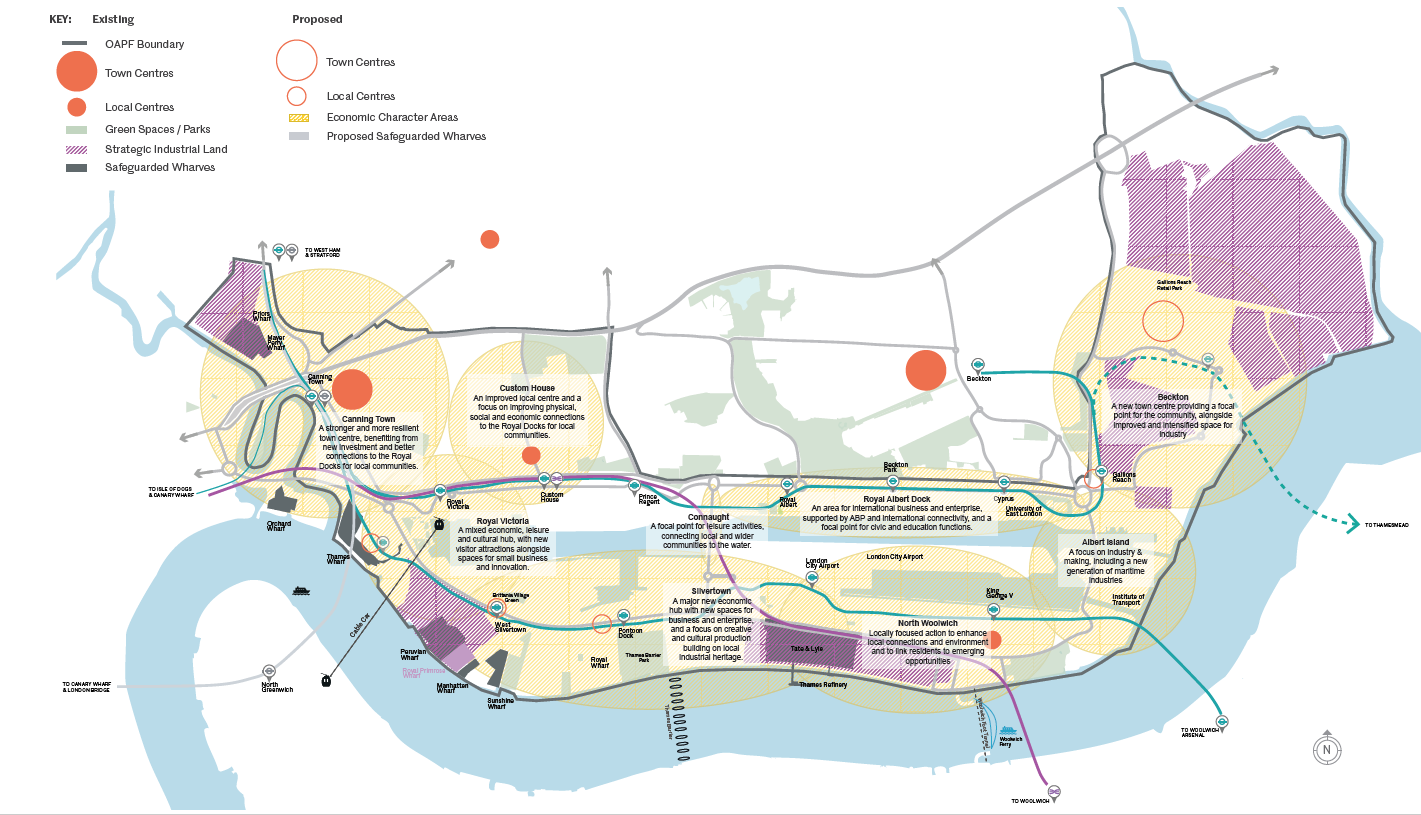 KEY: Existing
OAPF Boundary
Town Centres
Local Centres
Green Spaces / Parks
Strategic Industrial Land
Safeguarded Wharves
Proposed
Town Centres
Local Centres
Economic Character Areas
Proposed Safeguarded Wharves
TO WEST HAM
& STRATFORD
Priors
Wharf
Mayer
Parry
Wharf
Canning
Town
Canning Town
A stronger and more resilient
town centre, benefitting from
new investment and better
connections to the Royal
Docks for local communities.
Custom House
An improved local centre and a
focus on improving physical,
social and economic connections
to the Royal Docks for local
communities.
Beckton
Gallions Reach
Retail Park
Beckton
A new town centre providing a focal
point for the community, alongside
improved and intensified space for
industry
TO ISLE OF DOGS
& CANARY WHARF
Orchard
Wharf
Thames
Wharf
Royal
Victoria
Custom
House
Prince
Regent
Royal
Albert
Beckton
Park
Cyprus
University of
East London
Gallions
Reach
TO THAMESMEAD
Royal Victoria
A mixed economic, leisure
and cultural hub, with new
visitor attractions alongside
spaces for small business
and innovation.
Connaught
A focal point for leisure activities,
connecting local and wider
communities to the water.
Royal Albert Dock
An area for international business and enterprise,
supported by ABP and international connectivity, and a
focal point for civic and education functions.
Albert Island
A focus on industry &
making, including a new
generation of maritime
industries
London
City Airport
London City Airport
King
George V
Institute of
Transport
Silvertown
A major new economic
hub with new spaces for
business and enterprise,
and a focus on creative
and cultural production
building on local
industrial heritage.
North Woolwich
Locally focused action to enhance
local connections and environment
and to link residents to emerging
opportunities
Brittania Village
Green
West
Silvertown
Pontoon
Dock
Thames Barrier
Park
Royal
Wharf
Tate & Lyle
Thames Refinery
Cable Car
Peruvian
Wharf
Royal Primrose
Wharf
Manhattan
Wharf
Sunshine
Wharf
North
Greenwich
TO CANARY WHARF
& LONDON BRIDGE
Thames Barrier
Woolwich Foot Tunnel
Woolwich
Ferry
TO WOOLWICH
ARSENAL
TO WOOLWICH
N